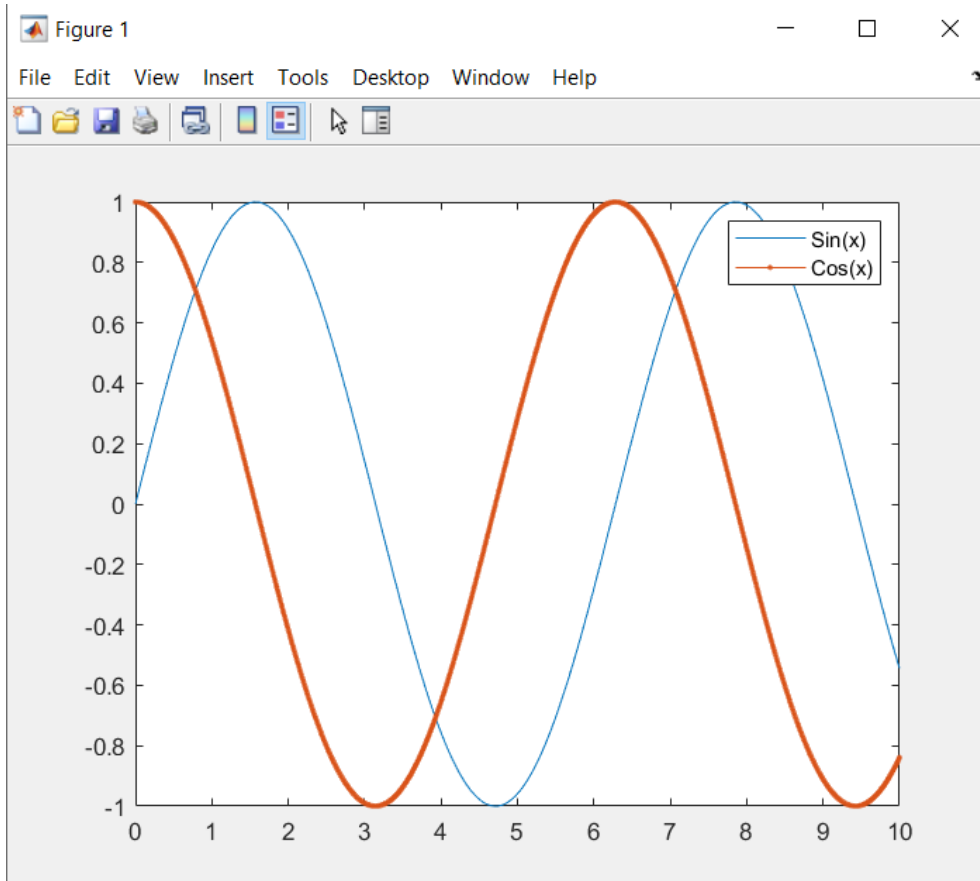 Figure 1
File Edit View Insert Tools Desktop Window Help
Sin(x)
Cos(x)
1
0.8
0.6
0.4
0.2
0
-0.2
-0.4
-0.6
-0.8
-1
0 1 2 3 4 5 6 7 8 9 10